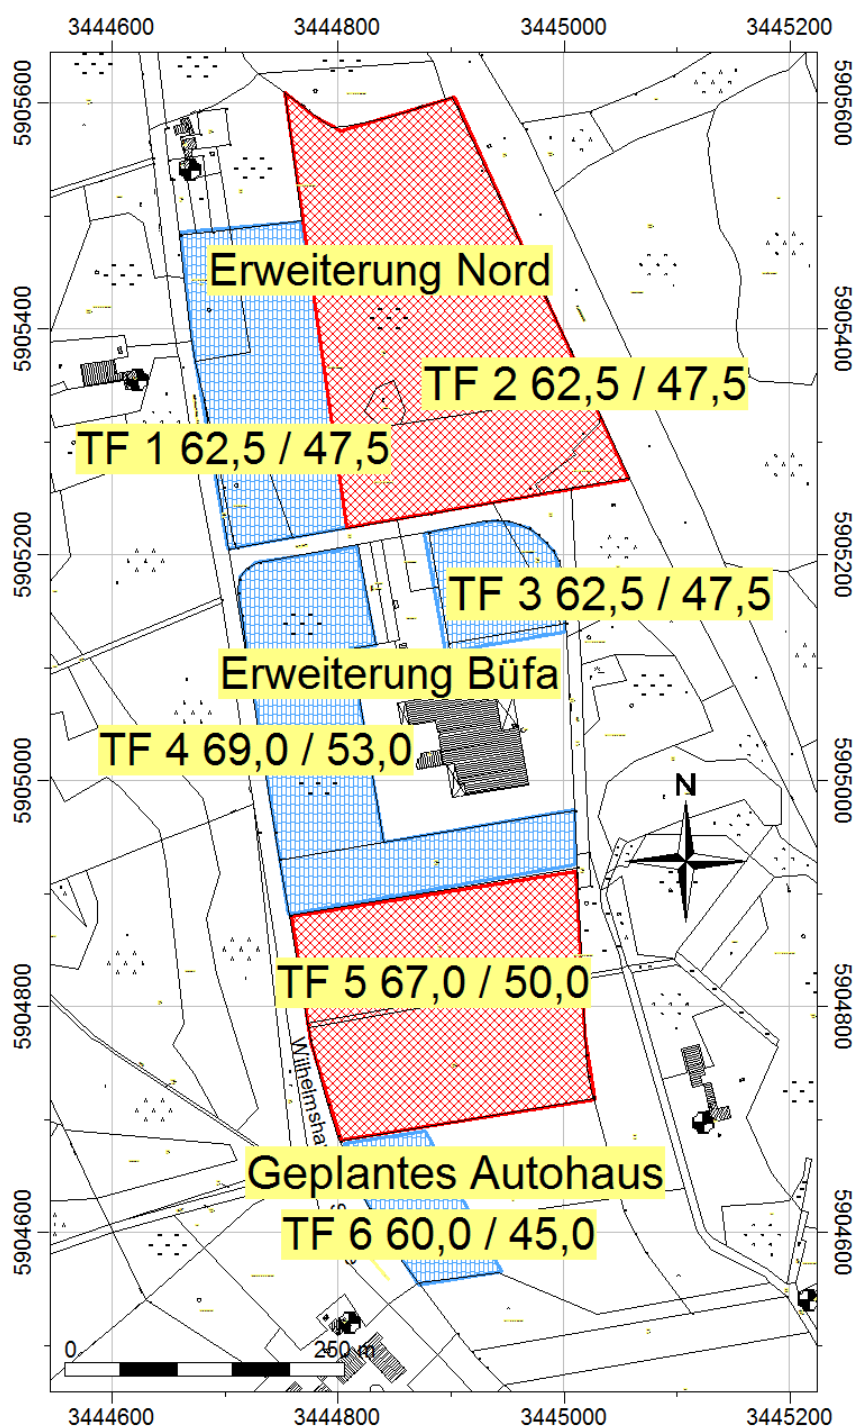 3444600 3444800 3445000 3445200
5905600 5905600
Erweiterung Nord
5905400 5905400
TF 2 62,5 / 47,5
TF 1 62,5 / 47,5
5905200 5905200
TF 3 62,5 / 47,5
Erweiterung Büfa
TF 4 69,0 / 53,0
5905000 5905000
N
TF 5 67,0 / 50,0
5904800 5904800
Wilhelmshav
Geplantes Autohaus
TF 6 60,0 / 45,0
5904600 5904600
0 250 m
3444600 3444800 3445000 3445200